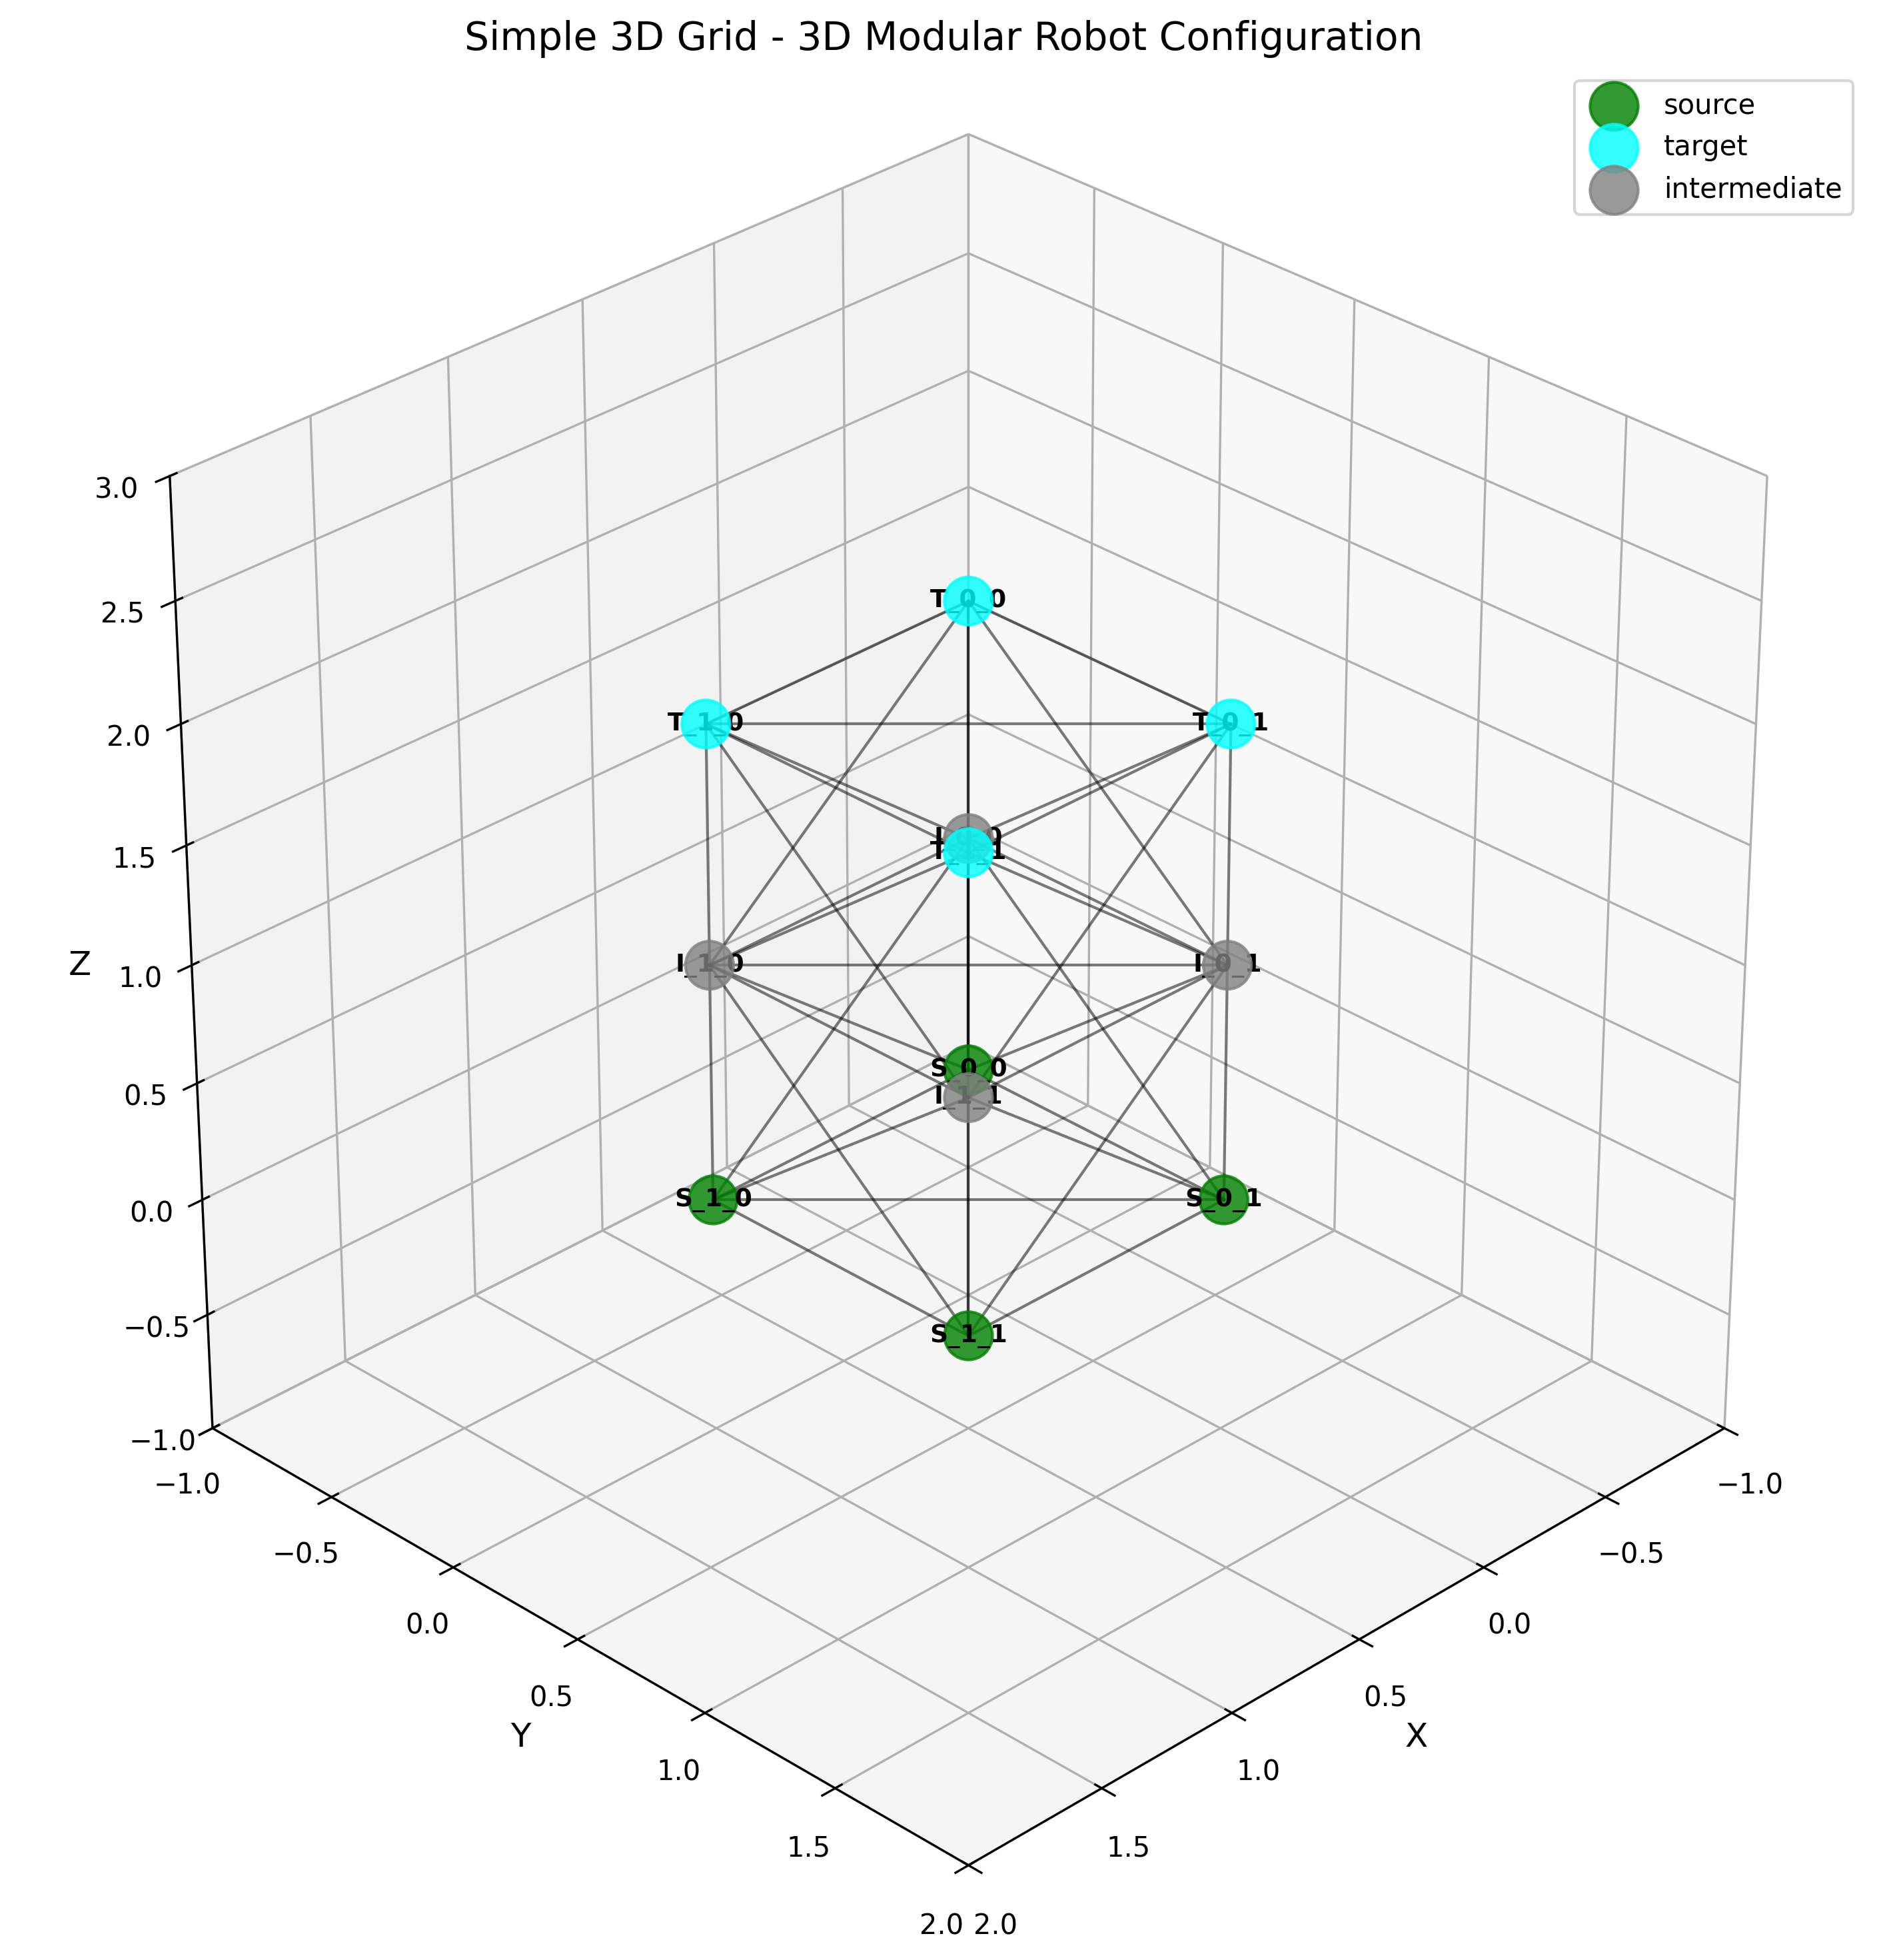 Simple 3D Grid - 3D Modular Robot Configuration
source
target
intermediate
3.0
2.5
2.0
1.5
1.0
0.5
0.0
−0.5
−1.0
Z
T_0_0
T_1_0
T_0_1
I_0_0
T_1_1
I_1_0
I_0_1
S_0_0
I_1_1
S_1_0
S_0_1
S_1_1
−1.0
−0.5
0.0
0.5
1.0
1.5
2.0
Y
−1.0
−0.5
0.0
0.5
1.0
1.5
2.0
X